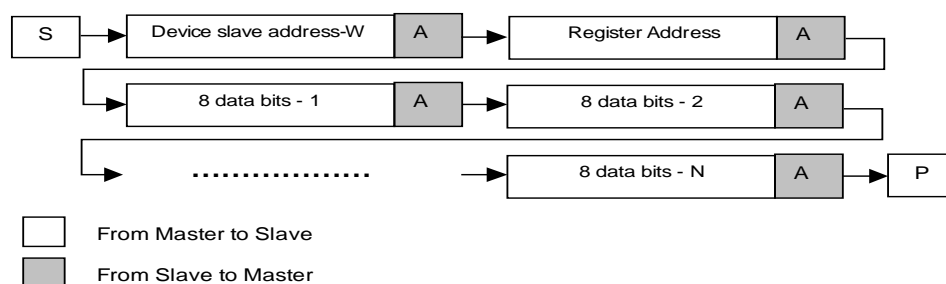 S Device slave address-W A Register Address A
8 data bits - 1 A 8 data bits - 2 A
.................. 8 data bits - N A P
From Master to Slave
From Slave to Master